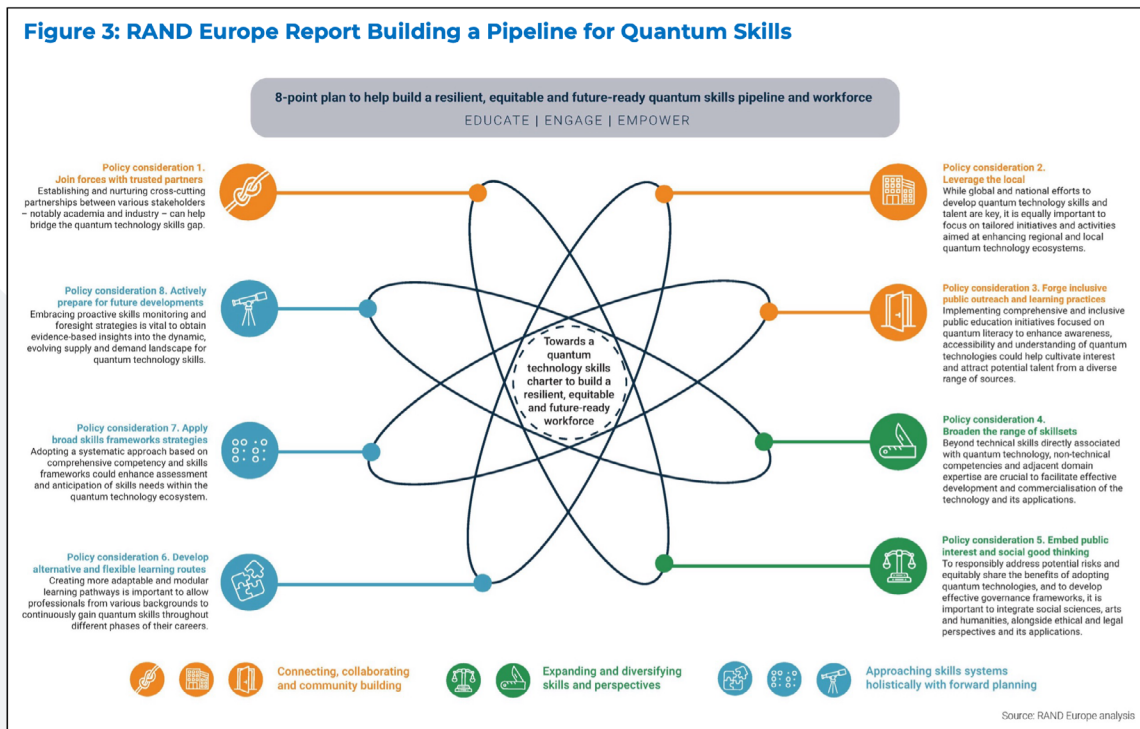 Figure 3: RAND Europe Report Building a Pipeline for Quantum Skills
8-point plan to help build a resilient, equitable and future-ready quantum skills pipeline and workforce
EDUCATE | ENGAGE | EMPOWER
Policy consideration 1.
Join forces with trusted partners
Establishing and nurturing cross-cutting
partnerships between various stakeholders
– notably academia and industry – can help
bridge the quantum technology skills gap.
Policy consideration 2.
Leverage the local
While global and national efforts to
develop quantum technology skills and
talent are key, it is equally important to
focus on tailored initiatives and activities
aimed at enhancing regional and local
quantum technology ecosystems.
Policy consideration 8. Actively
prepare for future developments
Embracing proactive skills monitoring and
foresight strategies is vital to obtain
evidence-based insights into the dynamic,
evolving supply and demand landscape for
quantum technology skills.
Policy consideration 3. Forge inclusive
public outreach and learning practices
Implementing comprehensive and inclusive
public education initiatives focused on
quantum literacy to enhance awareness,
accessibility and understanding of quantum
technologies could help cultivate interest
and attract potential talent from a diverse
range of sources.
Towards a
quantum
technology skills
charter to build a
resilient, equitable
and future-ready
workforce
Policy consideration 7. Apply
broad skills frameworks strategies
Adopting a systematic approach based on
comprehensive competency and skills
frameworks could enhance assessment
and anticipation of skills needs within the
quantum technology ecosystem.
Policy consideration 4.
Broaden the range of skillsets
Beyond technical skills directly associated
with quantum technology, non-technical
competencies and adjacent domain
expertise are crucial to facilitate effective
development and commercialisation of the
technology and its applications.
Policy consideration 6. Develop
alternative and flexible learning routes
Creating more adaptable and modular
learning pathways is important to allow
professionals from various backgrounds to
continuously gain quantum skills throughout
different phases of their careers.
Policy consideration 5. Embed public
interest and social good thinking
To responsibly address potential risks and
equitably share the benefits of adopting
quantum technologies, and to develop
effective governance frameworks, it is
important to integrate social sciences, arts
and humanities, alongside ethical and legal
perspectives and its applications.
Connecting, collaborating
and community building
Expanding and diversifying
skills and perspectives
Approaching skills systems
holistically with forward planning
Source: RAND Europe analysis